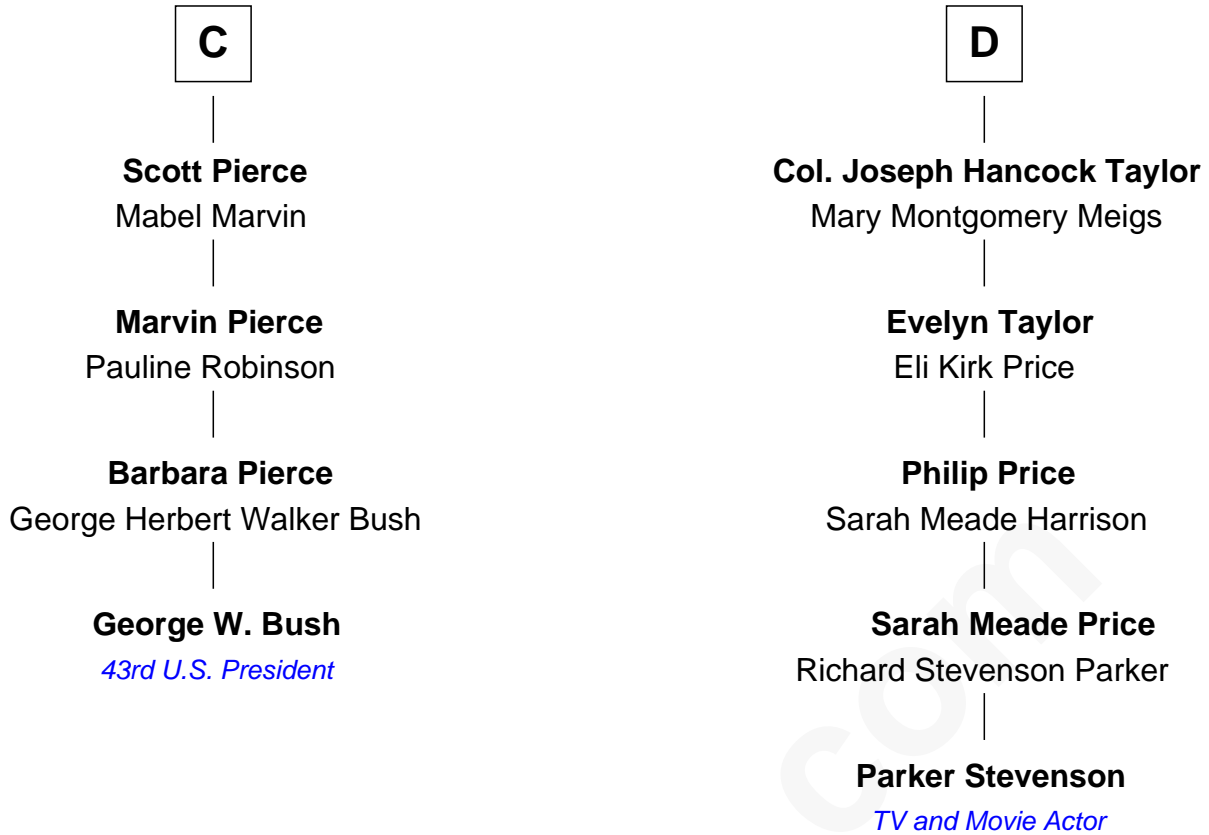 C
Scott Pierce
Mabel Marvin
Marvin Pierce
Pauline Robinson
Barbara Pierce
George Herbert Walker Bush
George W. Bush
43rd U.S. President
D
Col. Joseph Hancock Taylor
Mary Montgomery Meigs
Evelyn Taylor
Eli Kirk Price
Philip Price
Sarah Meade Harrison
Sarah Meade Price
Richard Stevenson Parker
Parker Stevenson
TV and Movie Actor
com